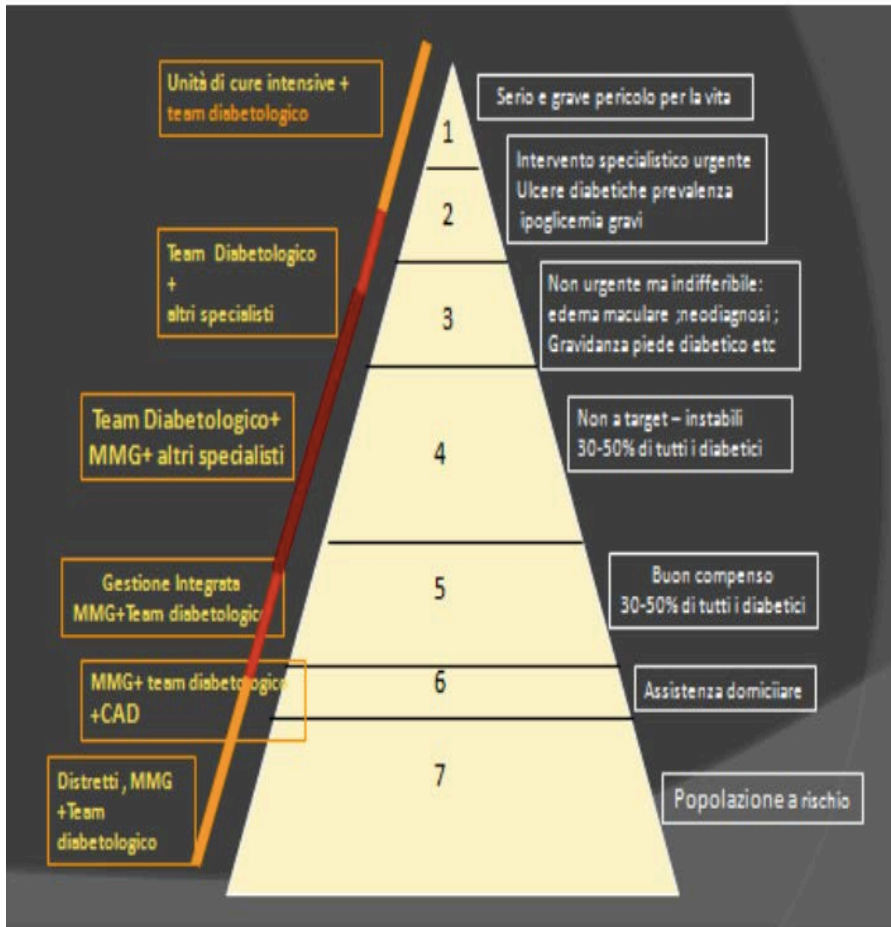 Unità di cure intensive +
team diabetologico
Serio e grave pericolo per la vita
1
Intervento specialistico urgente
Ulcere diabetiche prevalenza
ipoglicemia gravi
2
Team Diabetologico
+
altri specialisti
Non urgente ma indifferibile:
edema maculare ;neodiagnosi ;
Gravidanza piede diabetico etc
3
Team Diabetologico+
MMG+ altri specialisti
Non a target – instabili
30-50% di tutti i diabetici
4
Gestione Integrata
MMG+Team diabetologico
Buon compenso
30-50% di tutti i diabetici
5
MMG+ team diabetologico
+CAD
6
Assistenza domiciiare
Distretti , MMG
+Team
diabetologico
7
Popolazione a rischio